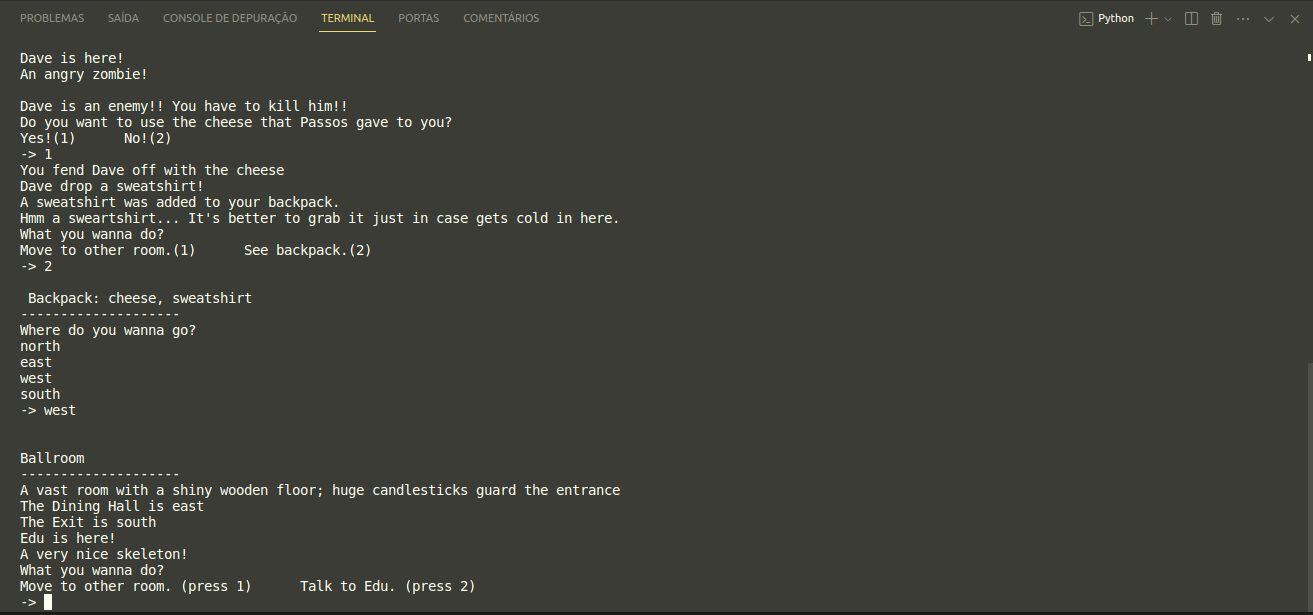 PROBLEMAS SAÍDA CONSOLE DE DEPURAÇÃO TERMINAL PORTAS COMENTÁRIOS Python
Dave is here!
An angry zombie!
Dave is an enemy!! You have to kill him!!
Do you want to use the cheese that Passos gave to you?
Yes!(1) No!(2)
-> 1
You fend Dave off with the cheese
Dave drop a sweatshirt!
A sweatshirt was added to your backpack.
Hmm a sweartshirt... It's better to grab it just in case gets cold in here.
What you wanna do?
Move to other room.(1) See backpack.(2)
-> 2
Backpack: cheese, sweatshirt
--------------------
Where do you wanna go?
north
east
west
south
-> west
Ballroom
--------------------
A vast room with a shiny wooden floor; huge candlesticks guard the entrance
The Dining Hall is east
The Exit is south
Edu is here!
A very nice skeleton!
What you wanna do?
Move to other room. (press 1) Talk to Edu. (press 2)
->